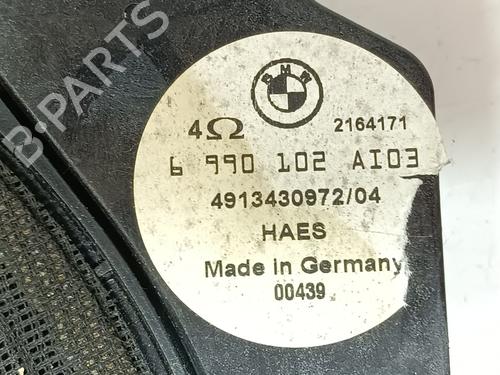 B-PARTS
BMW
4Ω 2164171
6 990 102 AI03
4913430972/04
HAES
Made in Germany
00439